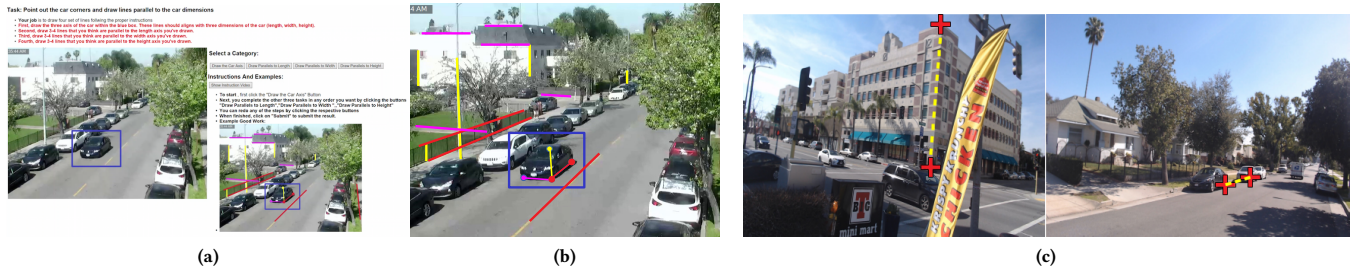 Task: Point out the car corners and draw lines parallel to the car dimensions
Your job is to draw four set of lines following the proper instructions
First, draw the three axis of the car within the blue box. These lines should aligns with three dimensions of the car (length, width, height).
Second, draw 3-4 lines that you think are parallel to the length axis you've drawn.
Third, draw 3-4 lines that you think are parallel to the width axis you've drawn.
Fourth, draw 3-4 lines that you think are parallel to the height axis you've drawn.
Select a Category:
Draw the Car Axis
Draw Parallels to Length
Draw Parallels to Width
Draw Parallels to Height
Instructions And Examples:
Show Instruction Video
To start , first click the "Draw the Car Axis" Button
Next, you complete the other three tasks in any order you want by clicking the buttons
"Draw Parallels to Length","Draw Parallels to Width ","Draw Parallels to Height"
You can redo any of the steps by clicking the respective buttons
When finished, click on "Submit" to submit the result.
Example Good Work:
4 AM
KRISPY KRUNCHY
CHICKEN
B G
T
mini mart
(a)
(b)
(c)